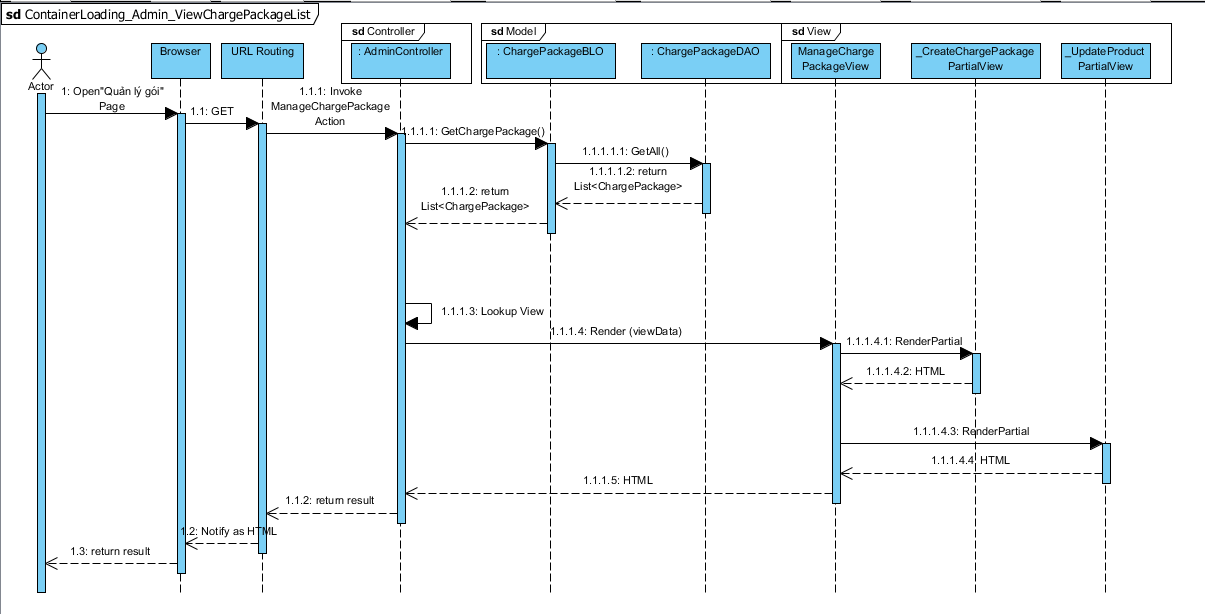 sd ContainerLoading_Admin_ViewChargePackageList
sd Controller
sd Model
sd View
Actor
Browser
URL Routing
: AdminController
: ChargePackageBLO
: ChargePackageDAO
ManageCharge
PackageView
_CreateChargePackage
PartialView
_UpdateProduct
PartialView
1: Open"Quản lý gói"
Page
1.1: GET
1.1.1: Invoke
ManageChargePackage
Action
1.1.1.1: GetChargePackage()
1.1.1.1.1: GetAll()
1.1.1.1.2: return
List<ChargePackage>
1.1.1.2: return
List<ChargePackage>
1.1.1.3: Lookup View
1.1.1.4: Render (viewData)
1.1.1.4.1: RenderPartial
1.1.1.4.2: HTML
1.1.1.4.3: RenderPartial
1.1.1.4.4: HTML
1.1.1.5: HTML
1.1.2: return result
1.2: Notify as HTML
1.3: return result